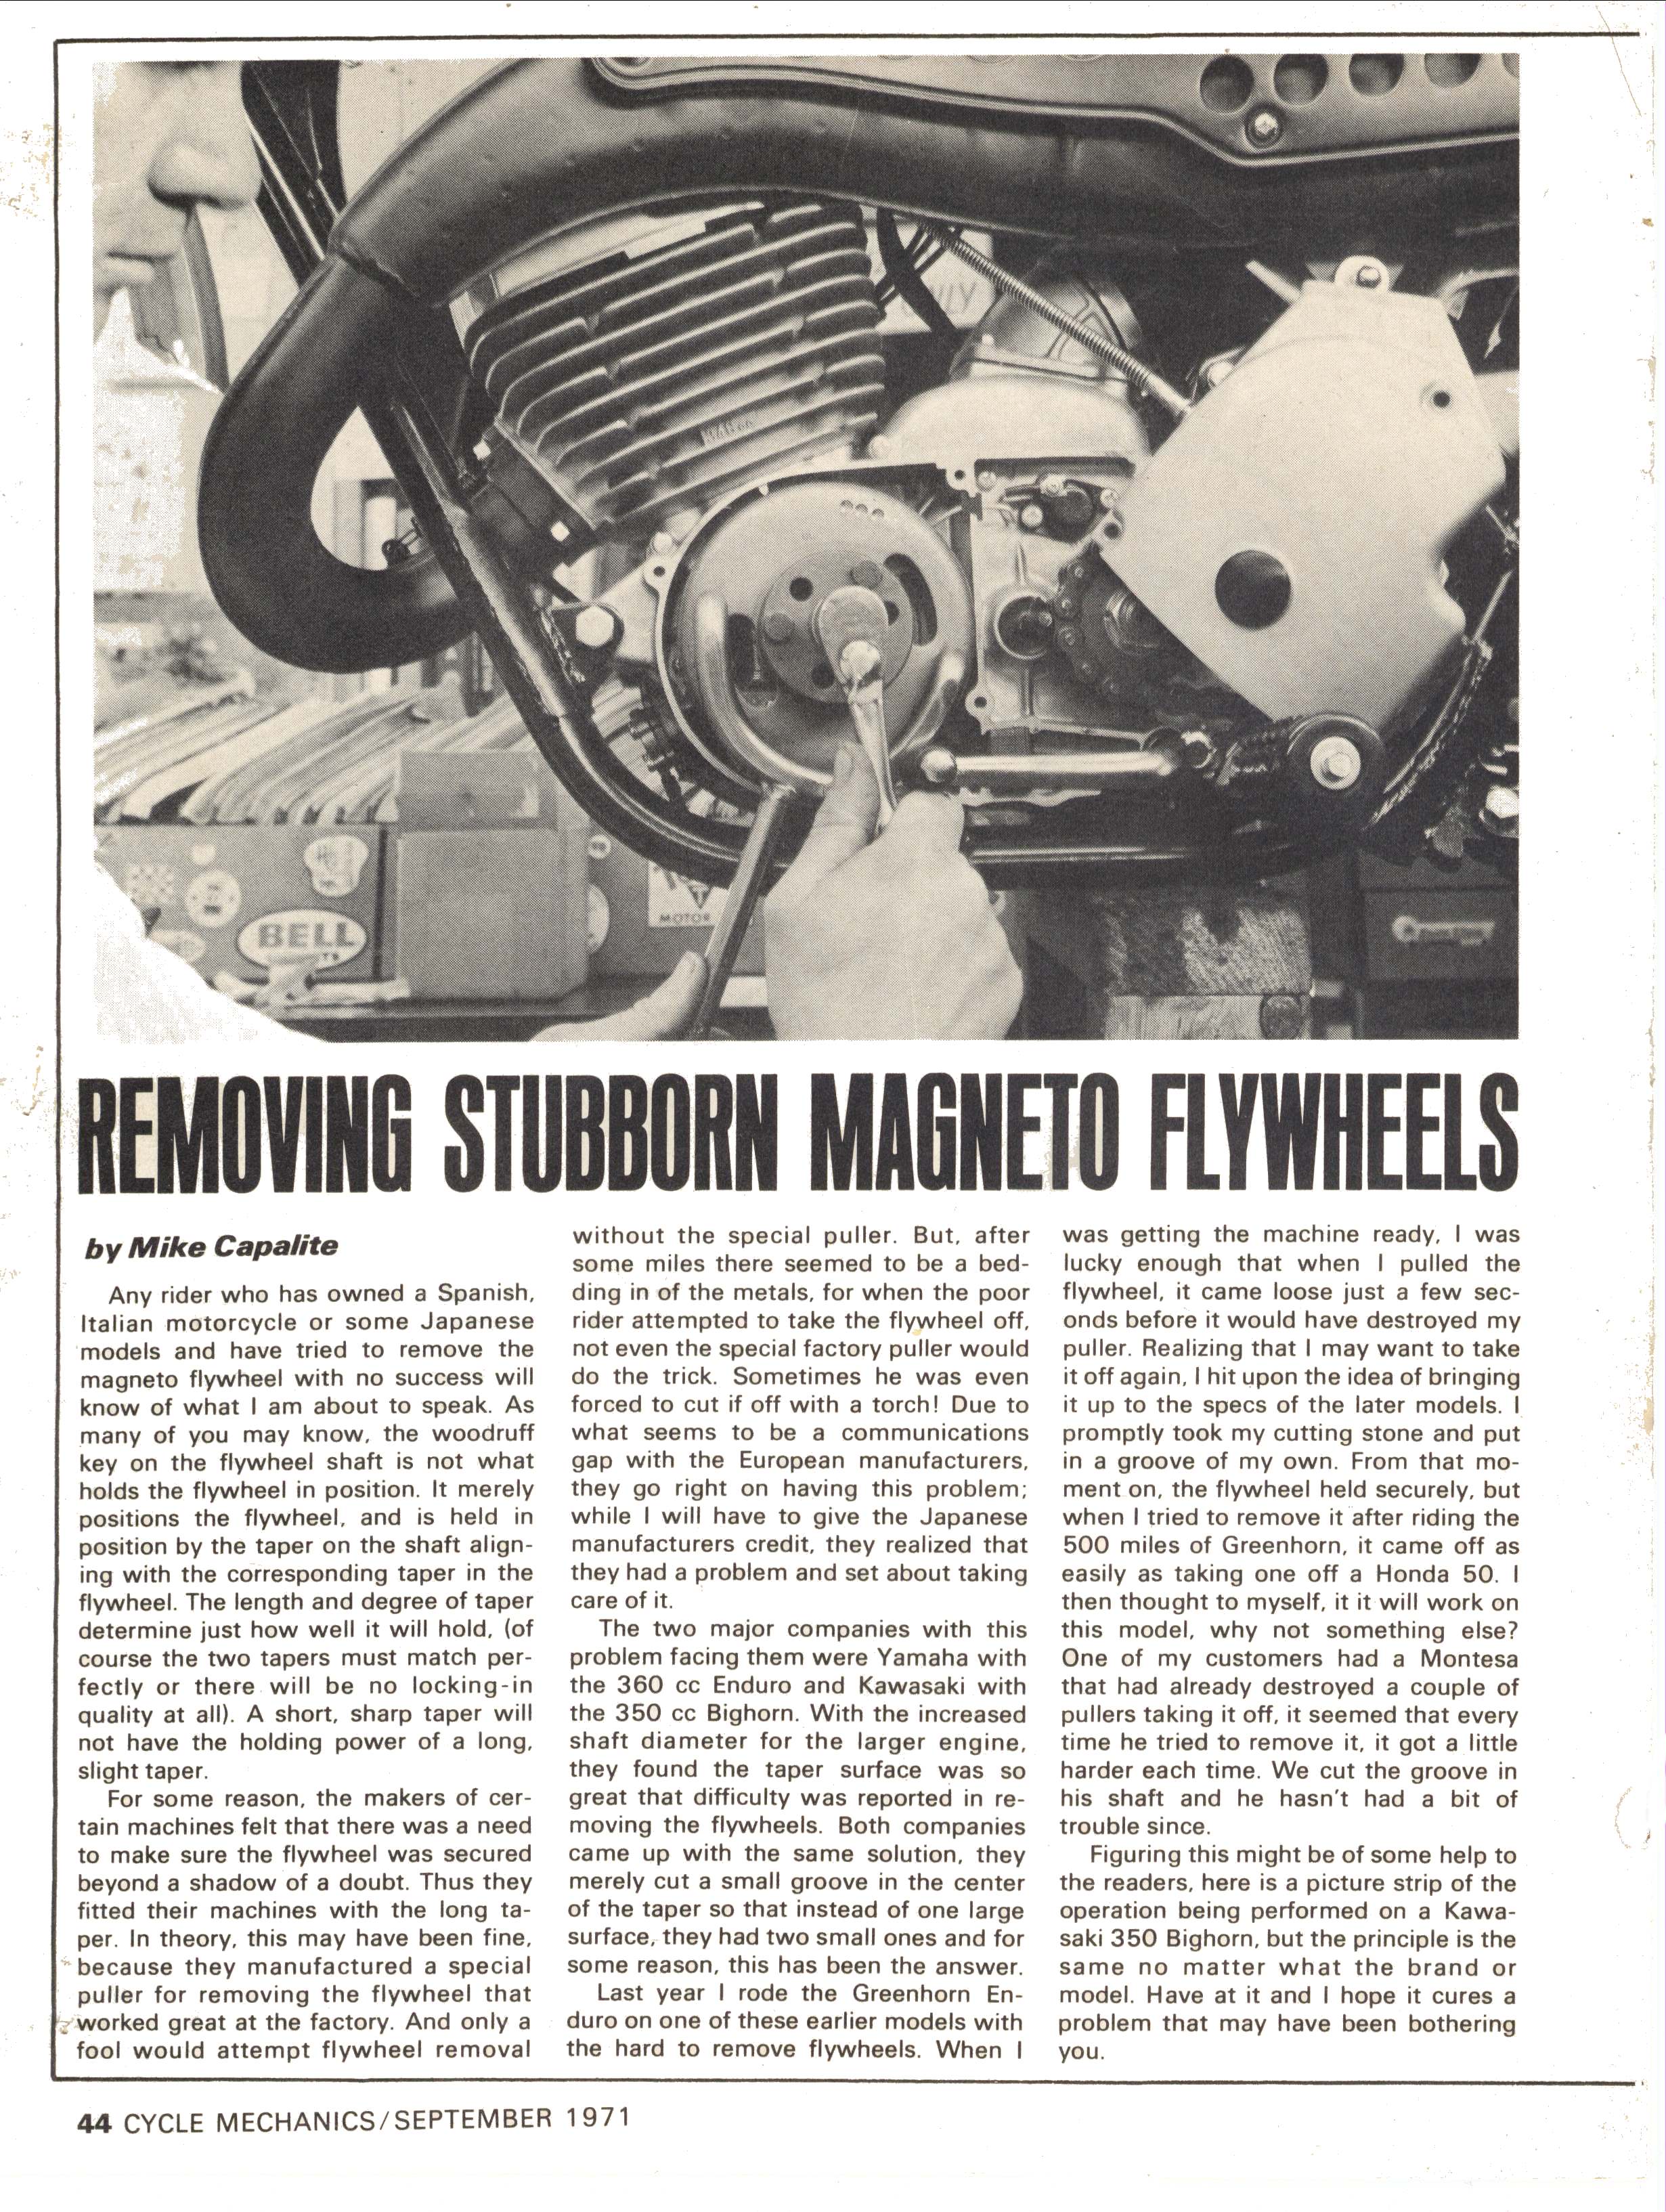 BELL
MOTOR
REMOVING STUBBORN MAGNETO FLYWHEELS
by Mike Capalite
Any rider who has owned a Spanish,
Italian motorcycle or some Japanese
models and have tried to remove the
magneto flywheel with no success will
know of what I am about to speak. As
many of you may know, the woodruff
key on the flywheel shaft is not what
holds the flywheel in position. It merely
positions the flywheel, and is held in
position by the taper on the shaft align-
ing with the corresponding taper in the
flywheel. The length and degree of taper
determine just how well it will hold, (of
course the two tapers must match per-
fectly or there will be no locking-in
quality at all). A short, sharp taper will
not have the holding power of a long,
slight taper.
For some reason, the makers of cer-
tain machines felt that there was a need
to make sure the flywheel was secured
beyond a shadow of a doubt. Thus they
fitted their machines with the long ta-
per. In theory, this may have been fine,
because they manufactured a special
puller for removing the flywheel that
worked great at the factory. And only a
fool would attempt flywheel removal
without the special puller. But, after
some miles there seemed to be a bed-
ding in of the metals, for when the poor
rider attempted to take the flywheel off,
not even the special factory puller would
do the trick. Sometimes he was even
forced to cut if off with a torch! Due to
what seems to be a communications
gap with the European manufacturers,
they go right on having this problem;
while I will have to give the Japanese
manufacturers credit, they realized that
they had a problem and set about taking
care of it.
The two major companies with this
problem facing them were Yamaha with
the 360 cc Enduro and Kawasaki with
the 350 cc Bighorn. With the increased
shaft diameter for the larger engine,
they found the taper surface was so
great that difficulty was reported in re-
moving the flywheels. Both companies
came up with the same solution, they
merely cut a small groove in the center
of the taper so that instead of one large
surface, they had two small ones and for
some reason, this has been the answer.
Last year I rode the Greenhorn En-
duro on one of these earlier models with
the hard to remove flywheels. When I
was getting the machine ready, I was
lucky enough that when I pulled the
flywheel, it came loose just a few sec-
onds before it would have destroyed my
puller. Realizing that I may want to take
it off again, I hit upon the idea of bringing
it up to the specs of the later models. I
promptly took my cutting stone and put
in a groove of my own. From that mo-
ment on, the flywheel held securely, but
when I tried to remove it after riding the
500 miles of Greenhorn, it came off as
easily as taking one off a Honda 50. I
then thought to myself, it it will work on
this model, why not something else?
One of my customers had a Montesa
that had already destroyed a couple of
pullers taking it off, it seemed that every
time he tried to remove it, it got a little
harder each time. We cut the groove in
his shaft and he hasn't had a bit of
trouble since.
Figuring this might be of some help to
the readers, here is a picture strip of the
operation being performed on a Kawa-
saki 350 Bighorn, but the principle is the
same no matter what the brand or
model. Have at it and I hope it cures a
problem that may have been bothering
you.
44 CYCLE MECHANICS/SEPTEMBER 1971